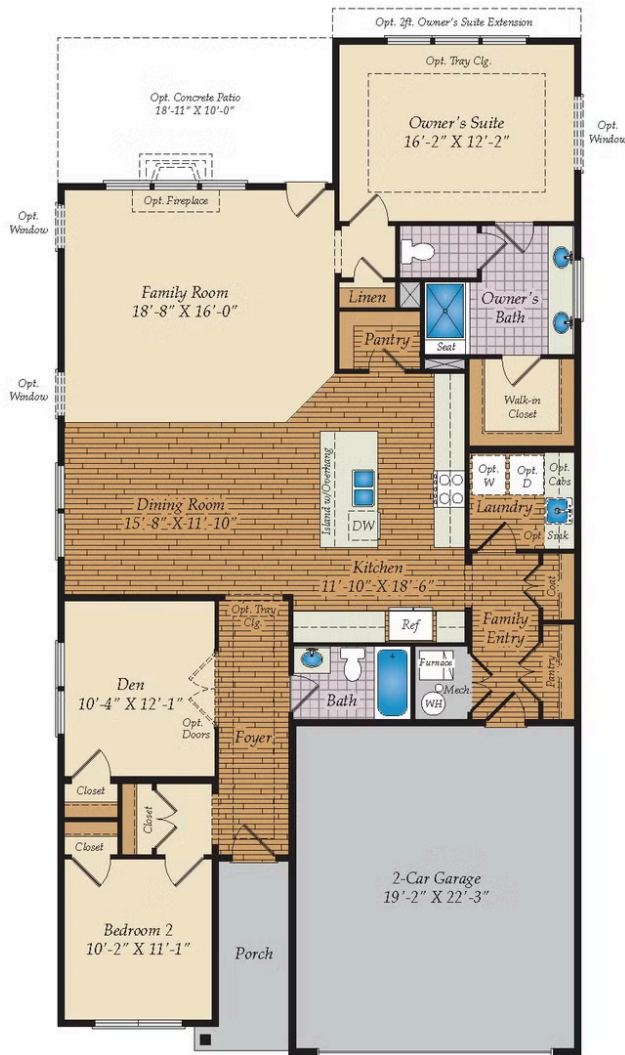 Opt. 2ft. Owner's Suite Extension
Opt. Tray Clg.
Opt. Concrete Patio
18'-11" X 10'-0"
Owner's Suite
16'-2" X 12'-2"
Opt.
Window
Opt. Fireplace
Opt.
Window
Family Room
18'-8" X 16'-0"
Linen
Owner's
Bath
Pantry
Seat
Opt.
Window
Walk-in
Closet
Island w/Overhang
Opt.
W
Opt.
D
Opt.
Cabs
Laundry
Opt. Sink
Dining Room
15'-8" X 11'-10"
DW
Kitchen
11'-10" X 18'-6"
Coat
Opt. Tray
Clg.
Ref
Family
Entry
Pantry
Den
10'-4" X 12'-1"
Opt.
Doors
Bath
Furnace
Mech.
WH
Foyer
Closet
Closet
Closet
2-Car Garage
19'-2" X 22'-3"
Bedroom 2
10'-2" X 11'-1"
Porch